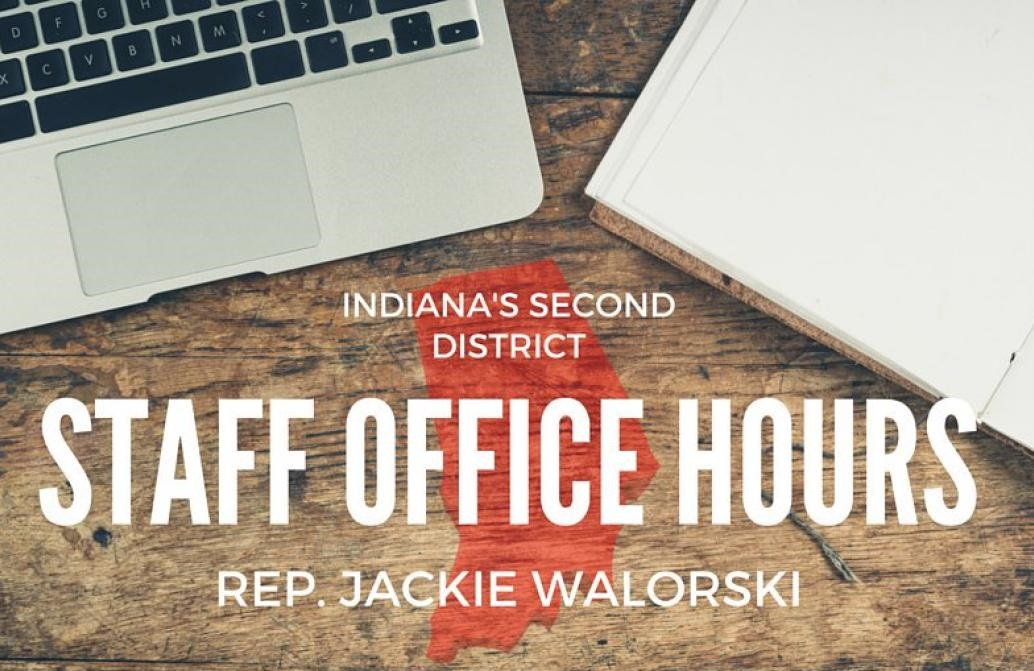 D F G H
X C V B N M < >
INDIANA'S SECOND
DISTRICT
STAFF OFFICE HOURS
REP. JACKIE WALORSKI